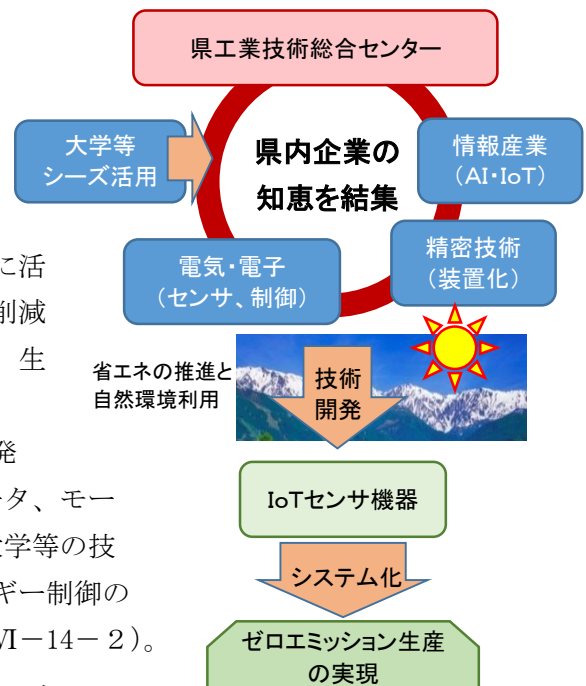 県工業技術総合センター
大学等
シーズ活用
県内企業の
知恵を結集
情報産業
（AI･IoT）
電気･電子
（センサ、制御）
精密技術
（装置化）
に活
削減
生
省エネの推進と
自然環境利用
技術
開発
発
タ、モー
学等の技
ギー制御の
Ⅵ－14－２）。
IoTセンサ機器
システム化
ゼロエミッション生産
の実現